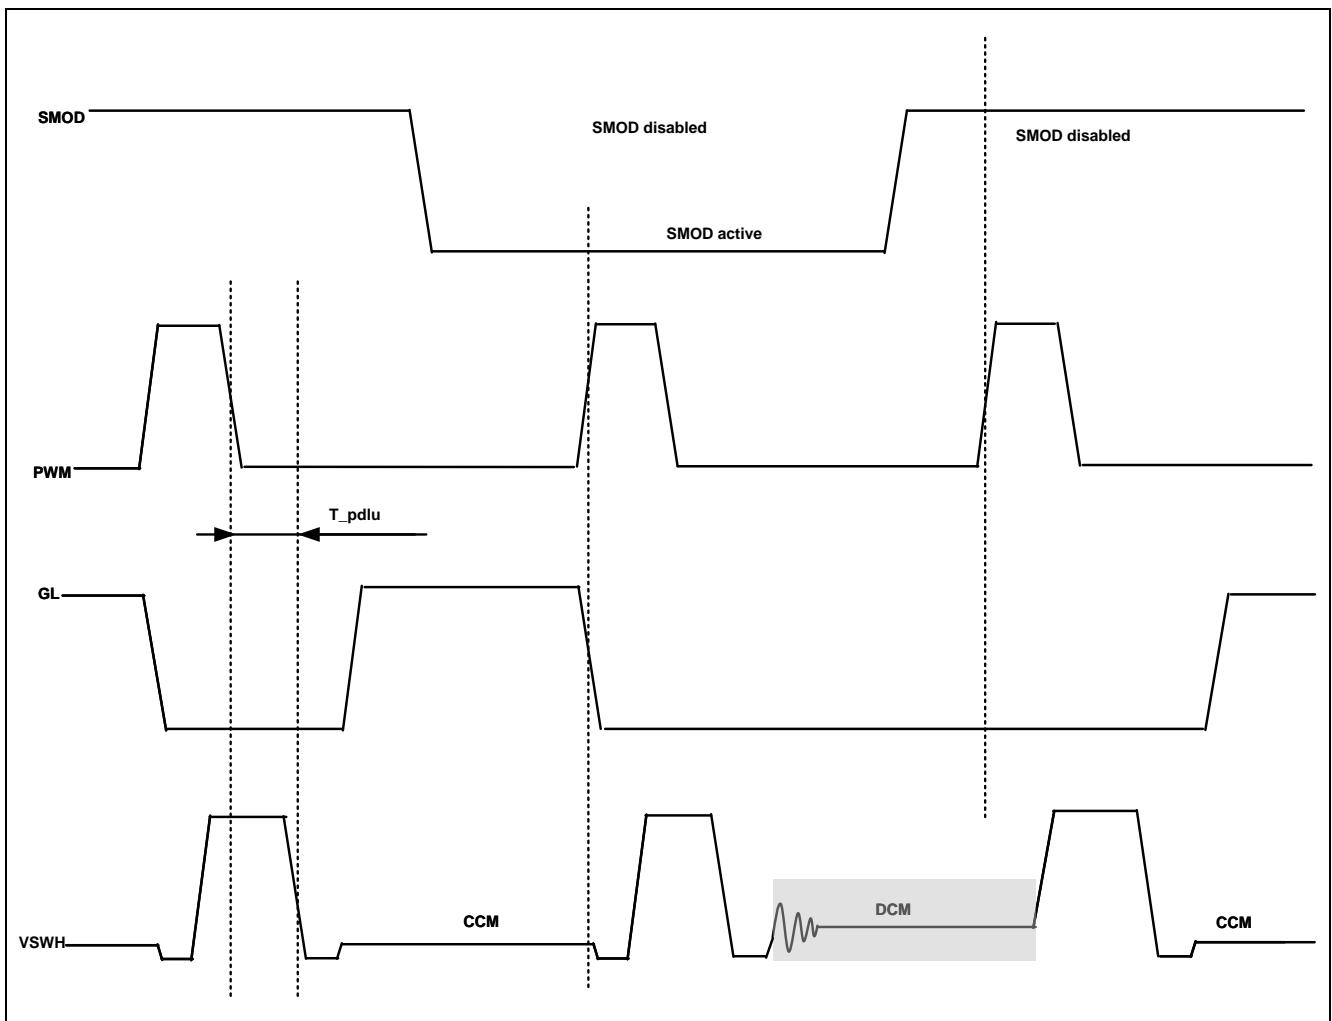 SMOD
SMOD disabled
SMOD disabled
SMOD active
PWM
T_pdlu
GL
CCM
DCM
CCM
VSWH